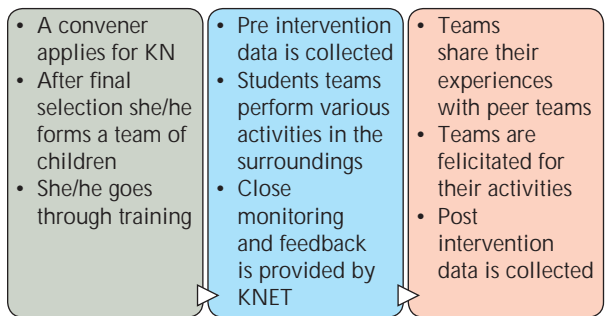 • A convener
applies for KN
• After final
selection she/he
forms a team of
children
• She/he goes
through training
• Pre intervention
data is collected
• Students teams
perform various
activities in the
surroundings
• Close
monitoring
and feedback
is provided by
KNET
• Teams
share their
experiences
with peer teams
• Teams are
felicitated for
their activities
• Post
intervention
data is collected